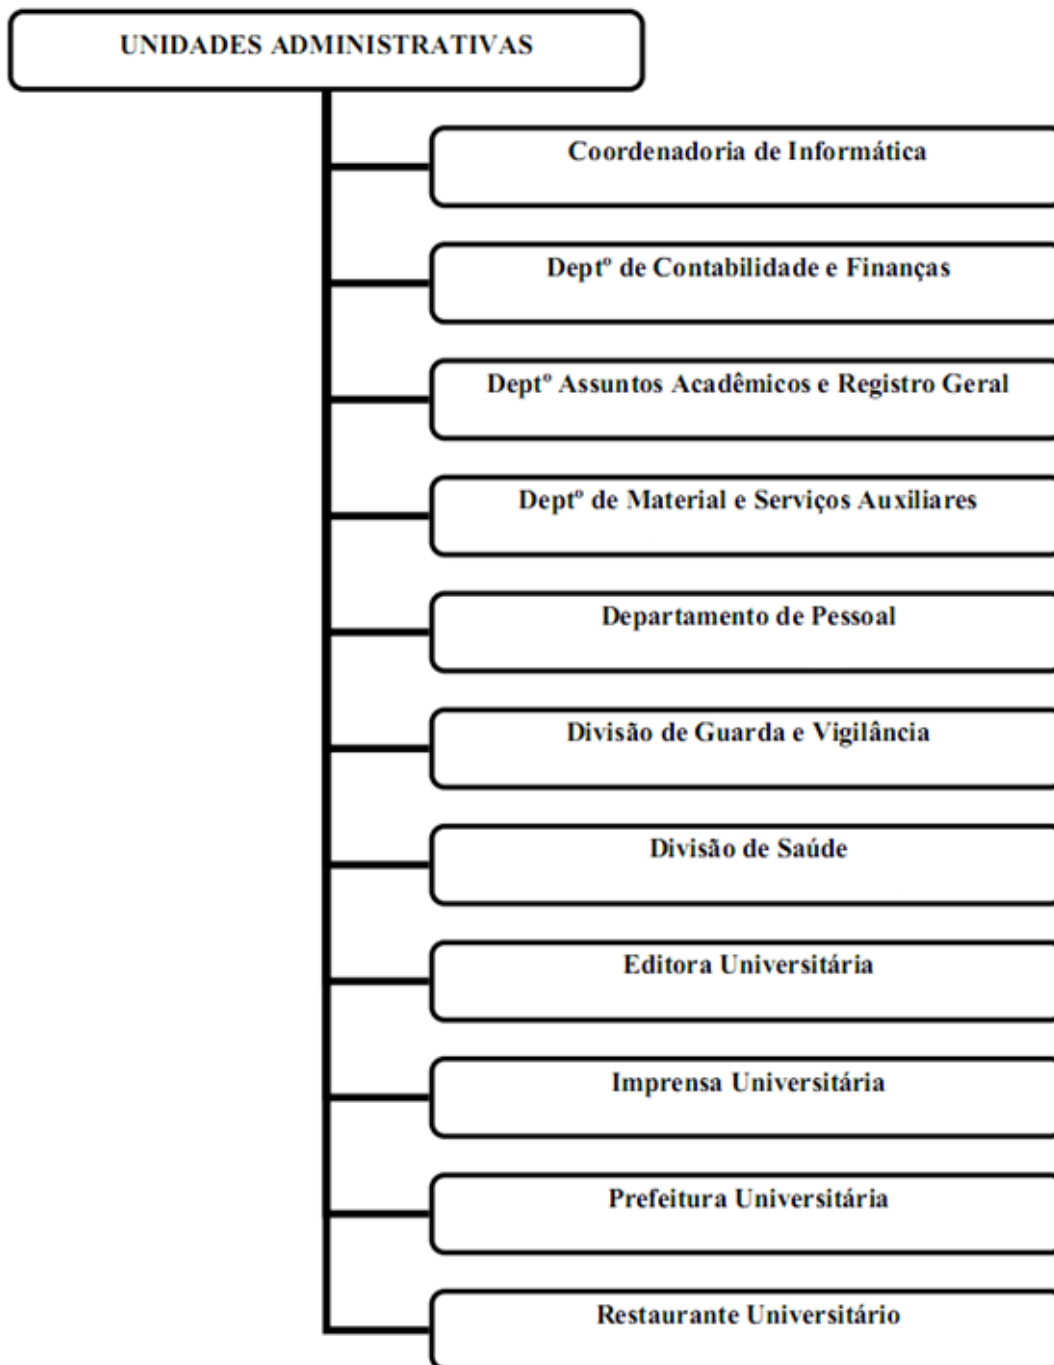 UNIDADES ADMINISTRATIVAS
Coordenadoria de Informática
Deptº de Contabilidade e Finanças
Deptº Assuntos Acadêmicos e Registro Geral
Deptº de Material e Serviços Auxiliares
Departamento de Pessoal
Divisão de Guarda e Vigilância
Divisão de Saúde
Editora Universitária
Imprensa Universitária
Prefeitura Universitária
Restaurante Universitário